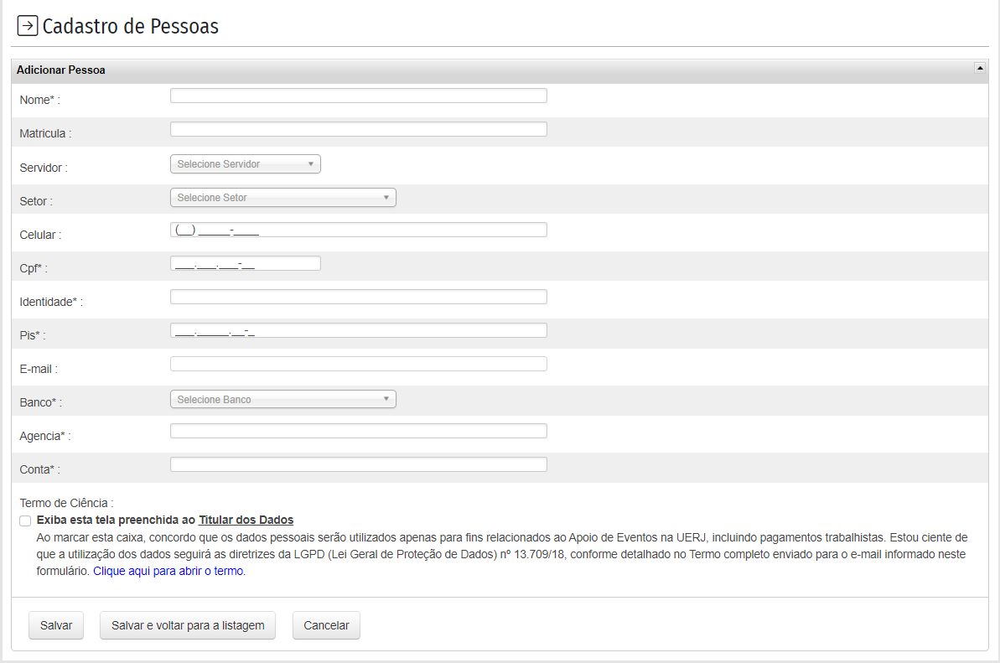 Cadastro de Pessoas
Adicionar Pessoa
Nome* :
Matricula :
Servidor : Selecione Servidor
Setor : Selecione Setor
Celular : (__) _____-____
Cpf* : ___.___.___-__
Identidade* :
Pis* : ___._____.__-_
E-mail :
Banco* : Selecione Banco
Agencia* :
Conta* :
Termo de Ciência :
Exiba esta tela preenchida ao Titular dos Dados
Ao marcar esta caixa, concordo que os dados pessoais serão utilizados apenas para fins relacionados ao Apoio de Eventos na UERJ, incluindo pagamentos trabalhistas. Estou ciente de
que a utilização dos dados seguirá as diretrizes da LGPD (Lei Geral de Proteção de Dados) nº 13.709/18, conforme detalhado no Termo completo enviado para o e-mail informado neste
formulário. Clique aqui para abrir o termo.
Salvar Salvar e voltar para a listagem Cancelar